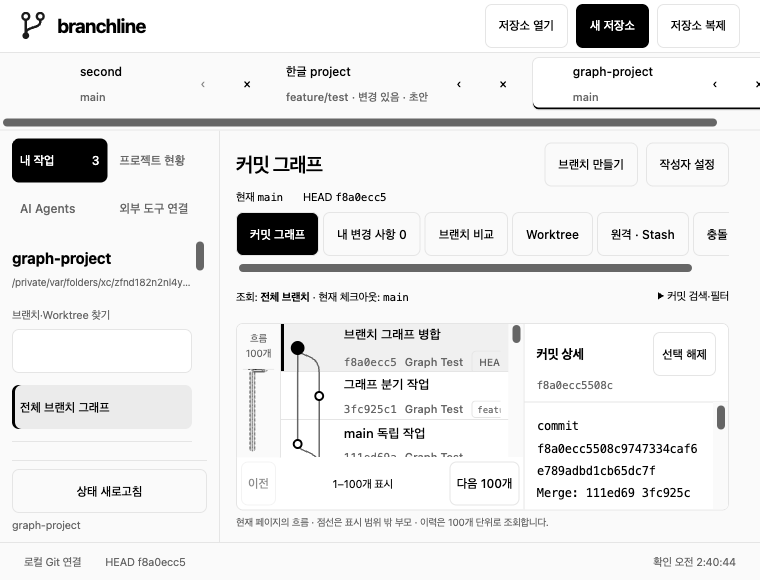 branchline
저장소 열기
새 저장소
저장소 복제
second
main
한글 project
feature/test · 변경 있음 · 초안
graph-project
main
내 작업 3
프로젝트 현황
AI Agents
외부 도구 연결
graph-project
/private/var/folders/xc/zfnd182n2nl4y...
브랜치·Worktree 찾기
전체 브랜치 그래프
상태 새로고침
graph-project
커밋 그래프
브랜치 만들기
작성자 설정
현재 main HEAD f8a0ecc5
커밋 그래프
내 변경 사항 0
브랜치 비교
Worktree
원격 · Stash
충돌
조회: 전체 브랜치 · 현재 체크아웃: main
▶ 커밋 검색·필터
흐름
100개
브랜치 그래프 병합
f8a0ecc5 Graph Test HEA
그래프 분기 작업
3fc925c1 Graph Test feat
main 독립 작업
111ed69a Graph Test
이전
1–100개 표시
다음 100개
커밋 상세
선택 해제
f8a0ecc5508c
commit
f8a0ecc5508c9747334caf6
e789adbd1cb65dc7f
Merge: 111ed69 3fc925c
현재 페이지의 흐름 · 점선은 표시 범위 밖 부모 · 이력은 100개 단위로 조회합니다.
로컬 Git 연결
HEAD f8a0ecc5
확인 오전 2:40:44